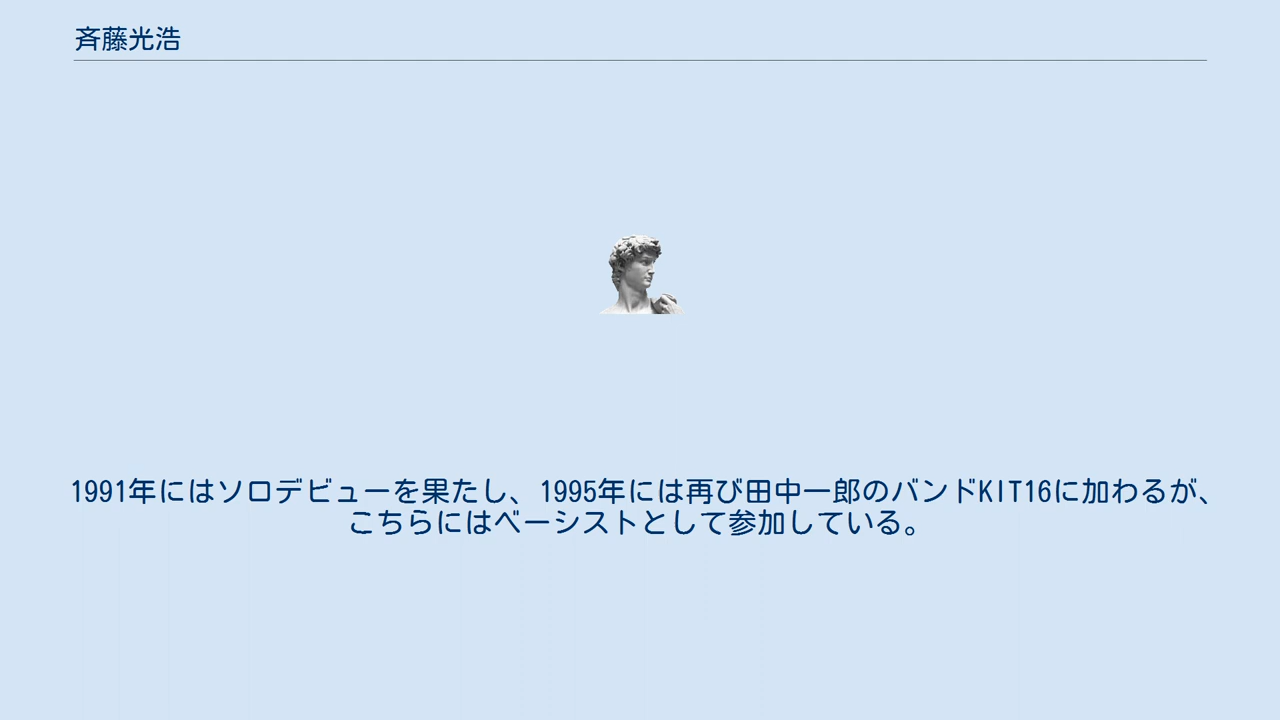 斉藤光浩
1991年にはソロデビューを果たし、1995年には再び田中一郎のバンドKIT16に加わるが、
こちらにはベーシストとして参加している。